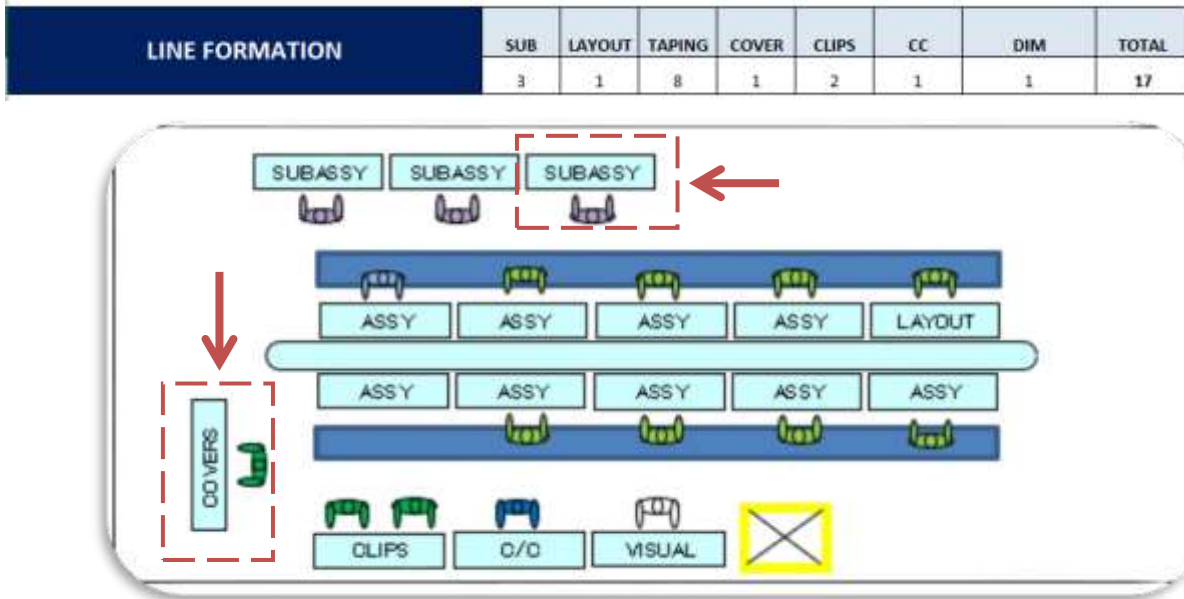 LINE FORMATION SUB LAYOUT TAPING COVER CLIPS CC DIM TOTAL
3 1 8 1 2 1 1 17
SUBASSY SUBASSY SUBASSY
ASSY ASSY ASSY ASSY LAYOUT
ASSY ASSY ASSY ASSY ASSY
COVERS
CLIPS C/C VISUAL